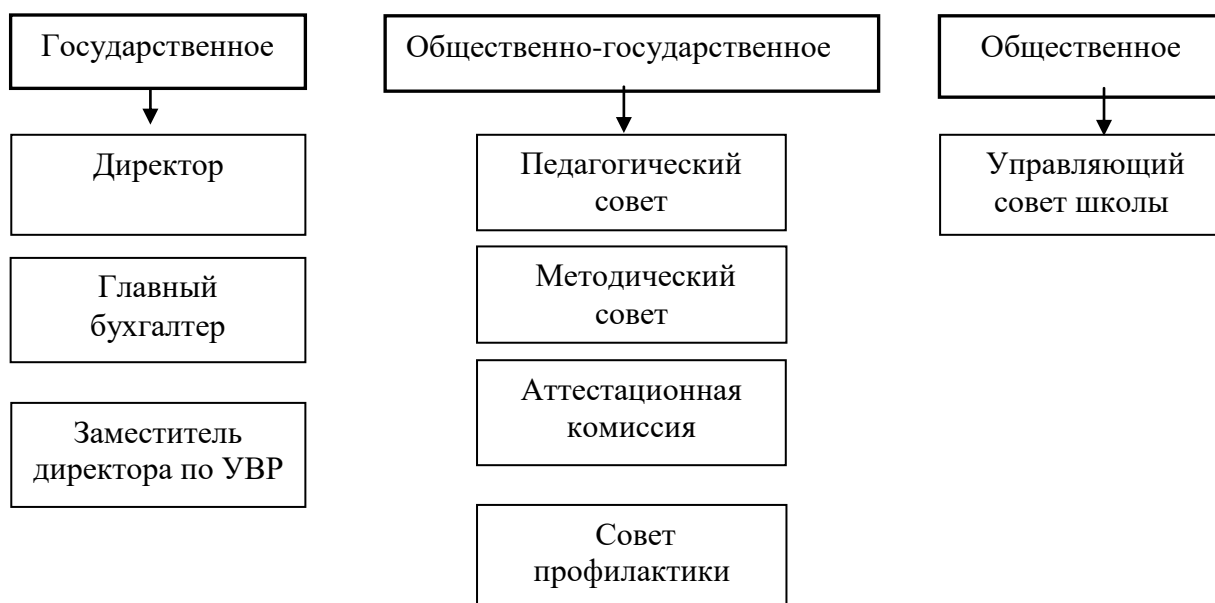 Государственное
Общественно-государственное
Общественное
Директор
Педагогический
совет
Управляющий
совет школы
Главный
бухгалтер
Методический
совет
Заместитель
директора по УВР
Аттестационная
комиссия
Совет
профилактики